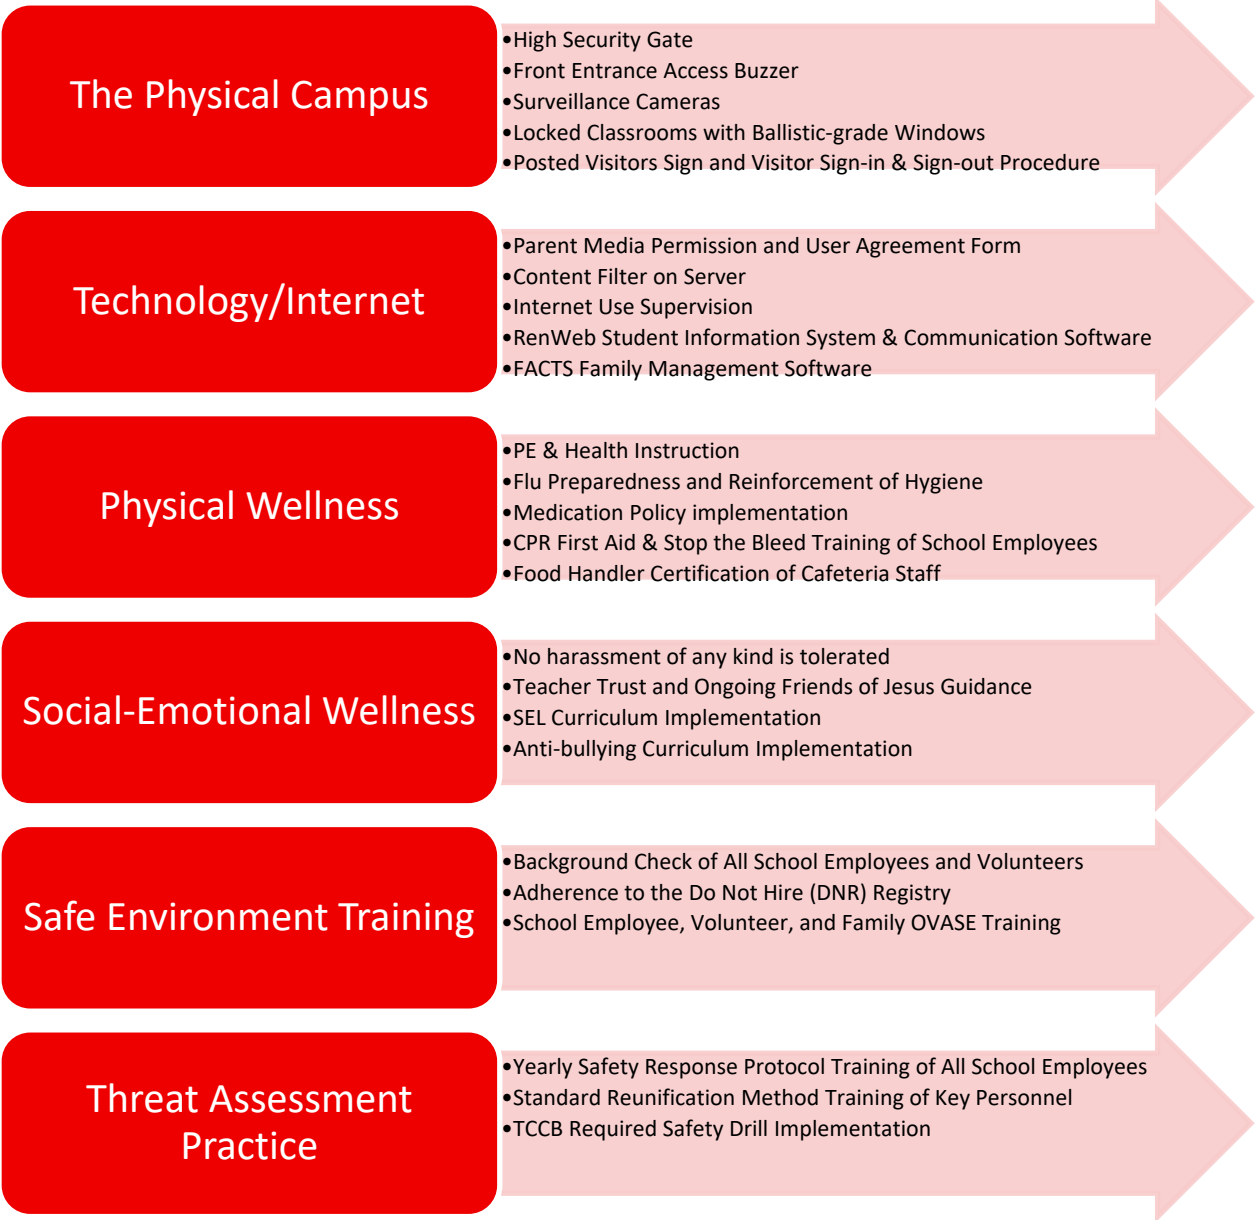 The Physical Campus
•High Security Gate
•Front Entrance Access Buzzer
•Surveillance Cameras
•Locked Classrooms with Ballistic-grade Windows
•Posted Visitors Sign and Visitor Sign-in & Sign-out Procedure
Technology/Internet
•Parent Media Permission and User Agreement Form
•Content Filter on Server
•Internet Use Supervision
•RenWeb Student Information System & Communication Software
•FACTS Family Management Software
Physical Wellness
•PE & Health Instruction
•Flu Preparedness and Reinforcement of Hygiene
•Medication Policy implementation
•CPR First Aid & Stop the Bleed Training of School Employees
•Food Handler Certification of Cafeteria Staff
Social-Emotional Wellness
•No harassment of any kind is tolerated
•Teacher Trust and Ongoing Friends of Jesus Guidance
•SEL Curriculum Implementation
•Anti-bullying Curriculum Implementation
Safe Environment Training
•Background Check of All School Employees and Volunteers
•Adherence to the Do Not Hire (DNR) Registry
•School Employee, Volunteer, and Family OVASE Training
Threat Assessment
Practice
•Yearly Safety Response Protocol Training of All School Employees
•Standard Reunification Method Training of Key Personnel
•TCCB Required Safety Drill Implementation